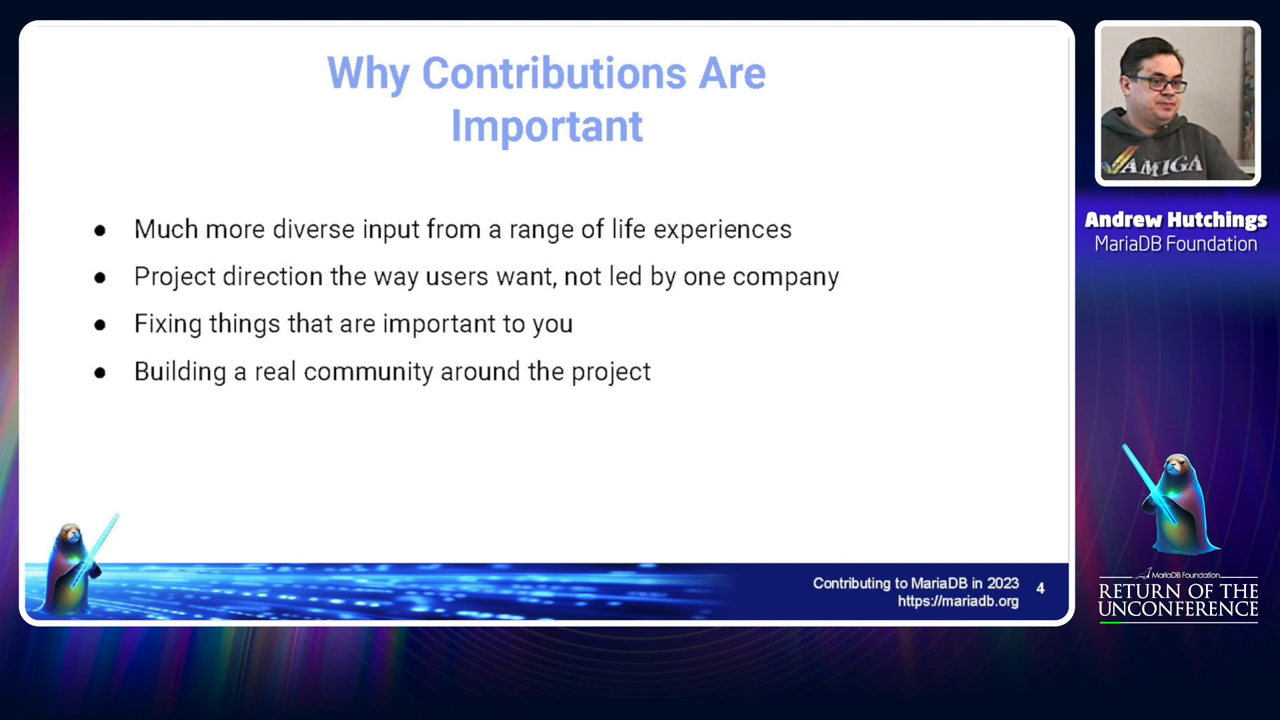 Why Contributions Are
Important
Much more diverse input from a range of life experiences
Project direction the way users want, not led by one company
Fixing things that are important to you
Building a real community around the project
Contributing to MariaDB in 2023
https://mariadb.org
4
AMIGA
Andrew Hutchings
MariaDB Foundation
MariaDB Foundation
RETURN OF THE
UNCONFERENCE